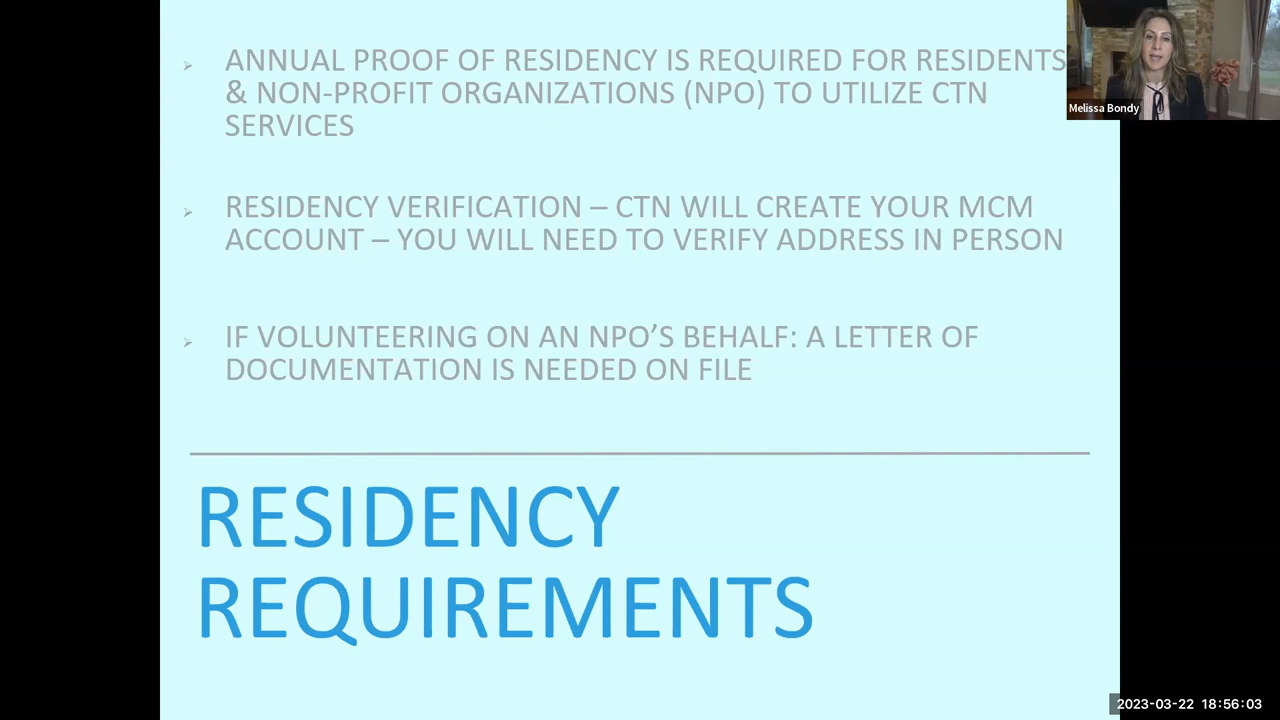 ANNUAL PROOF OF RESIDENCY IS REQUIRED FOR RESIDENTS
& NON-PROFIT ORGANIZATIONS (NPO) TO UTILIZE CTN
SERVICES
RESIDENCY VERIFICATION – CTN WILL CREATE YOUR MCM
ACCOUNT – YOU WILL NEED TO VERIFY ADDRESS IN PERSON
IF VOLUNTEERING ON AN NPO’S BEHALF: A LETTER OF
DOCUMENTATION IS NEEDED ON FILE
RESIDENCY
REQUIREMENTS
Melissa Bondy
2023-03-22 18:56:03